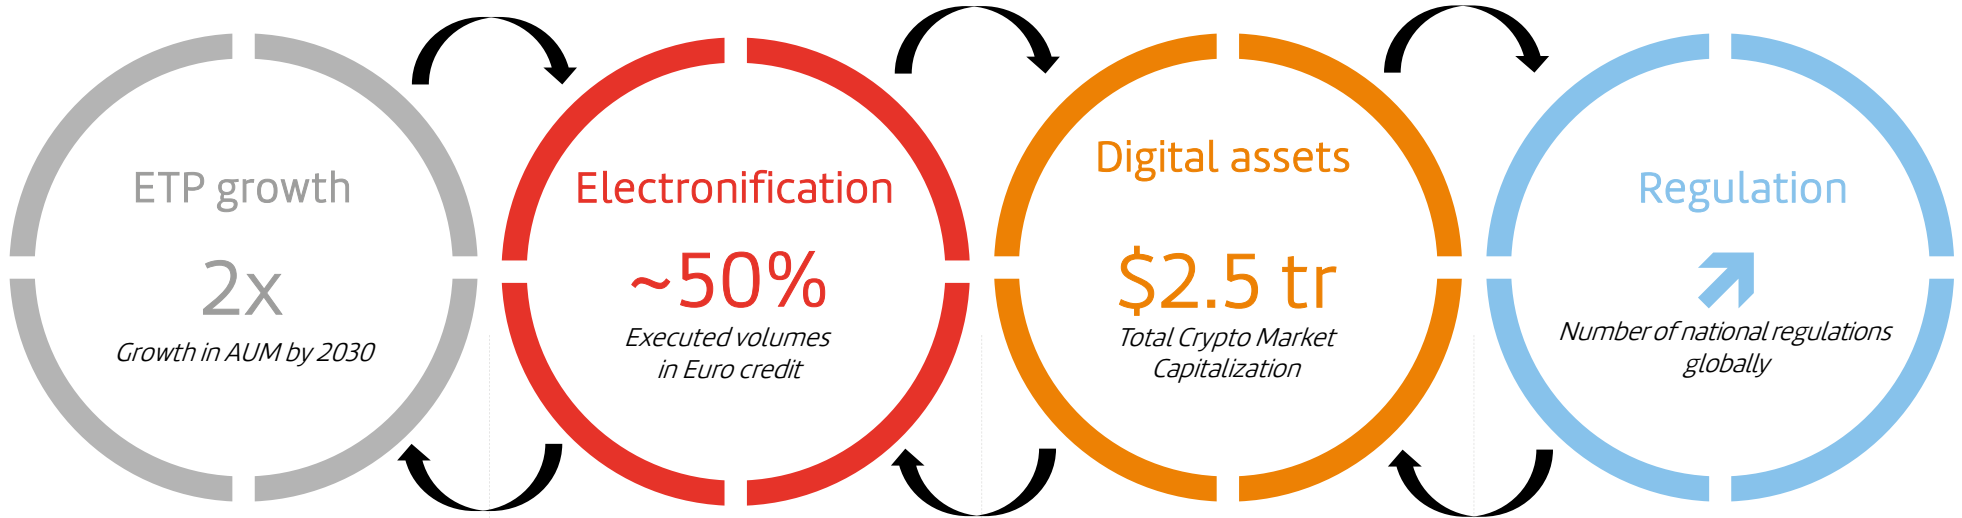 ETP growth
2x
Growth in AUM by 2030
Electronification
~50%
Executed volumes
in Euro credit
Digital assets
$2.5 tr
Total Crypto Market
Capitalization
Regulation
Number of national regulations
globally